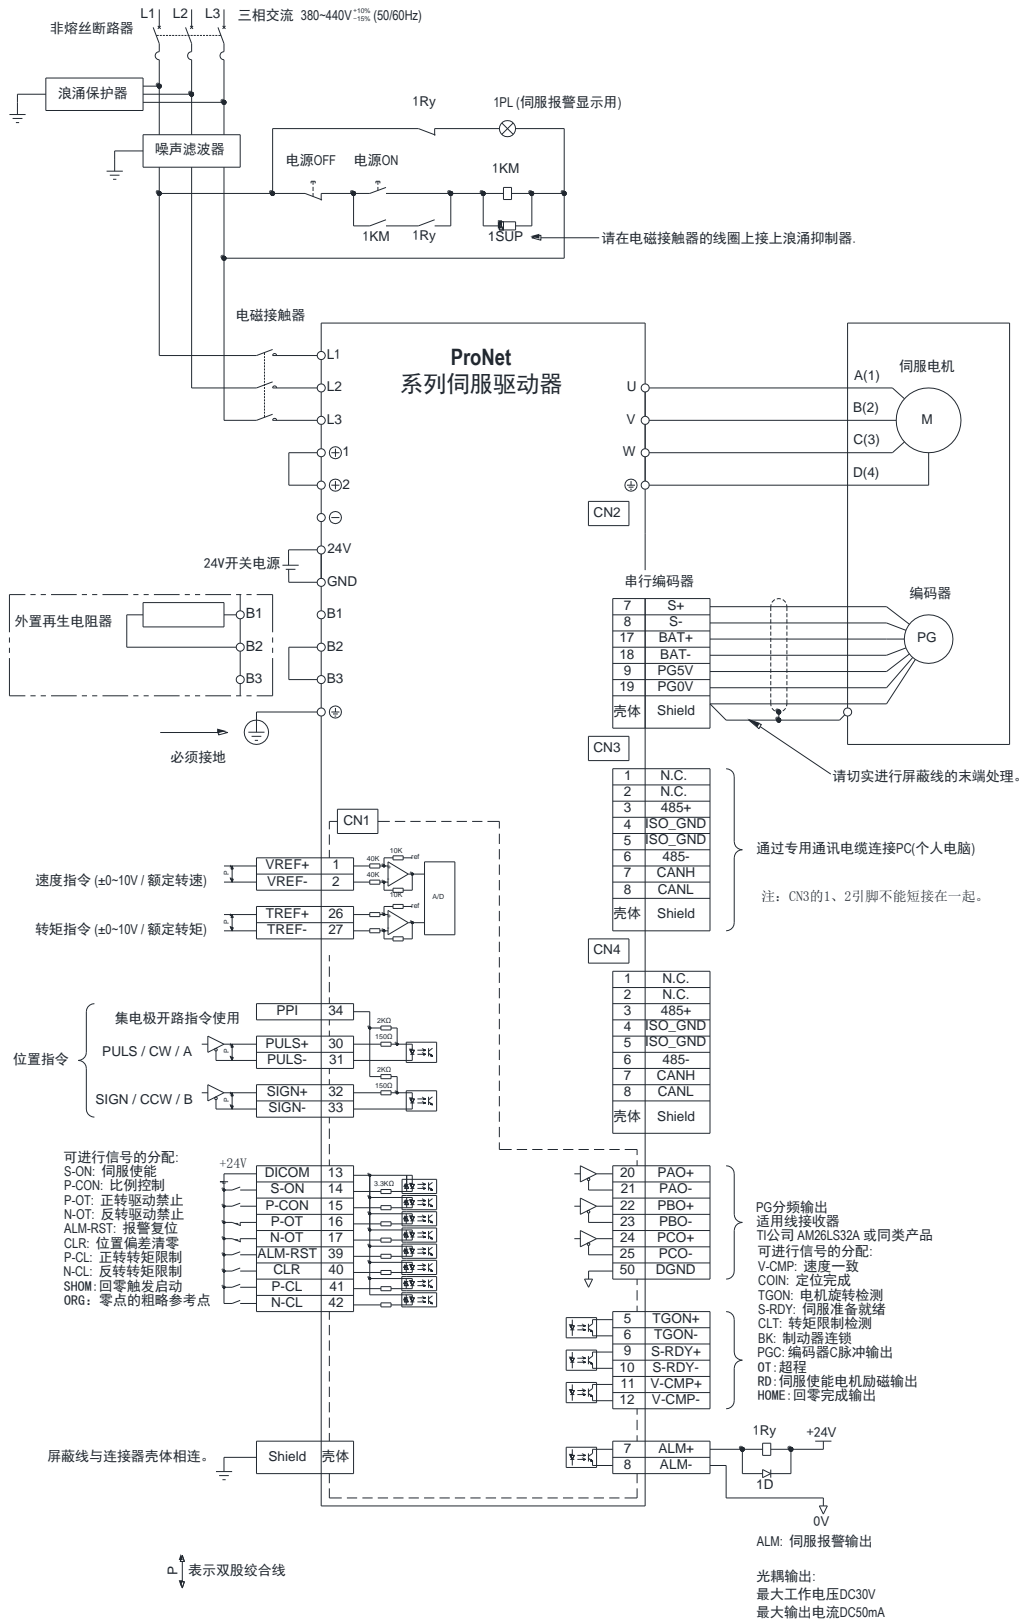 L1 L2 L3 三相交流 380~440V +10% -15% (50/60Hz)
非熔丝断路器
浪涌保护器
噪声滤波器
1Ry 1PL (伺服报警显示用)
电源OFF 电源ON
1KM
1KM 1Ry 1SUP
请在电磁接触器的线圈上接上浪涌抑制器.
电磁接触器
ProNet
系列伺服驱动器
L1
L2
L3
⊕1
⊕2
⊖
24V
GND
24V开关电源
B1
B2
B3
外置再生电阻器
B1
B2
B3
必须接地
U
V
W
A(1)
B(2)
C(3)
D(4)
伺服电机
M
CN2
串行编码器
7 S+
8 S-
17 BAT+
18 BAT-
9 PG5V
19 PG0V
壳体 Shield
编码器
PG
请切实进行屏蔽线的末端处理。
CN3
1 N.C.
2 N.C.
3 485+
4 ISO_GND
5 ISO_GND
6 485-
7 CANH
8 CANL
壳体 Shield
通过专用通讯电缆连接PC(个人电脑)
注：CN3的1、2引脚不能短接在一起。
CN4
1 N.C.
2 N.C.
3 485+
4 ISO_GND
5 ISO_GND
6 485-
7 CANH
8 CANL
壳体 Shield
CN1
速度指令 (±0~10V / 额定转速)
P
VREF+ 1
VREF- 2
40K
40K
10K
10K
ref
A/D
转矩指令 (±0~10V / 额定转矩)
P
TREF+ 26
TREF- 27
ref
位置指令
集电极开路指令使用
PPI 34
PULS / CW / A
P
PULS+ 30
PULS- 31
2KΩ
150Ω
SIGN / CCW / B
P
SIGN+ 32
SIGN- 33
2KΩ
150Ω
可进行信号的分配:
S-ON: 伺服使能
P-CON: 比例控制
P-OT: 正转驱动禁止
N-OT: 反转驱动禁止
ALM-RST: 报警复位
CLR: 位置偏差清零
P-CL: 正转转矩限制
N-CL: 反转转矩限制
SHOM: 回零触发启动
ORG: 零点的粗略参考点
+24V
DICOM 13
S-ON 14
P-CON 15
P-OT 16
N-OT 17
ALM-RST 39
CLR 40
P-CL 41
N-CL 42
3.3KΩ
20 PAO+
21 PAO-
22 PBO+
23 PBO-
24 PCO+
25 PCO-
50 DGND
PG分频输出
适用线接收器
TI公司 AM26LS32A 或同类产品
可进行信号的分配:
V-CMP: 速度一致
COIN: 定位完成
TGON: 电机旋转检测
S-RDY: 伺服准备就绪
CLT: 转矩限制检测
BK: 制动器连锁
PGC: 编码器C脉冲输出
OT: 超程
RD: 伺服使能电机励磁输出
HOME: 回零完成输出
5 TGON+
6 TGON-
9 S-RDY+
10 S-RDY-
11 V-CMP+
12 V-CMP-
屏蔽线与连接器壳体相连。
Shield 壳体
7 ALM+
8 ALM-
1Ry +24V
1D
0V
ALM: 伺服报警输出
光耦输出:
最大工作电压DC30V
最大输出电流DC50mA
P 表示双股绞合线